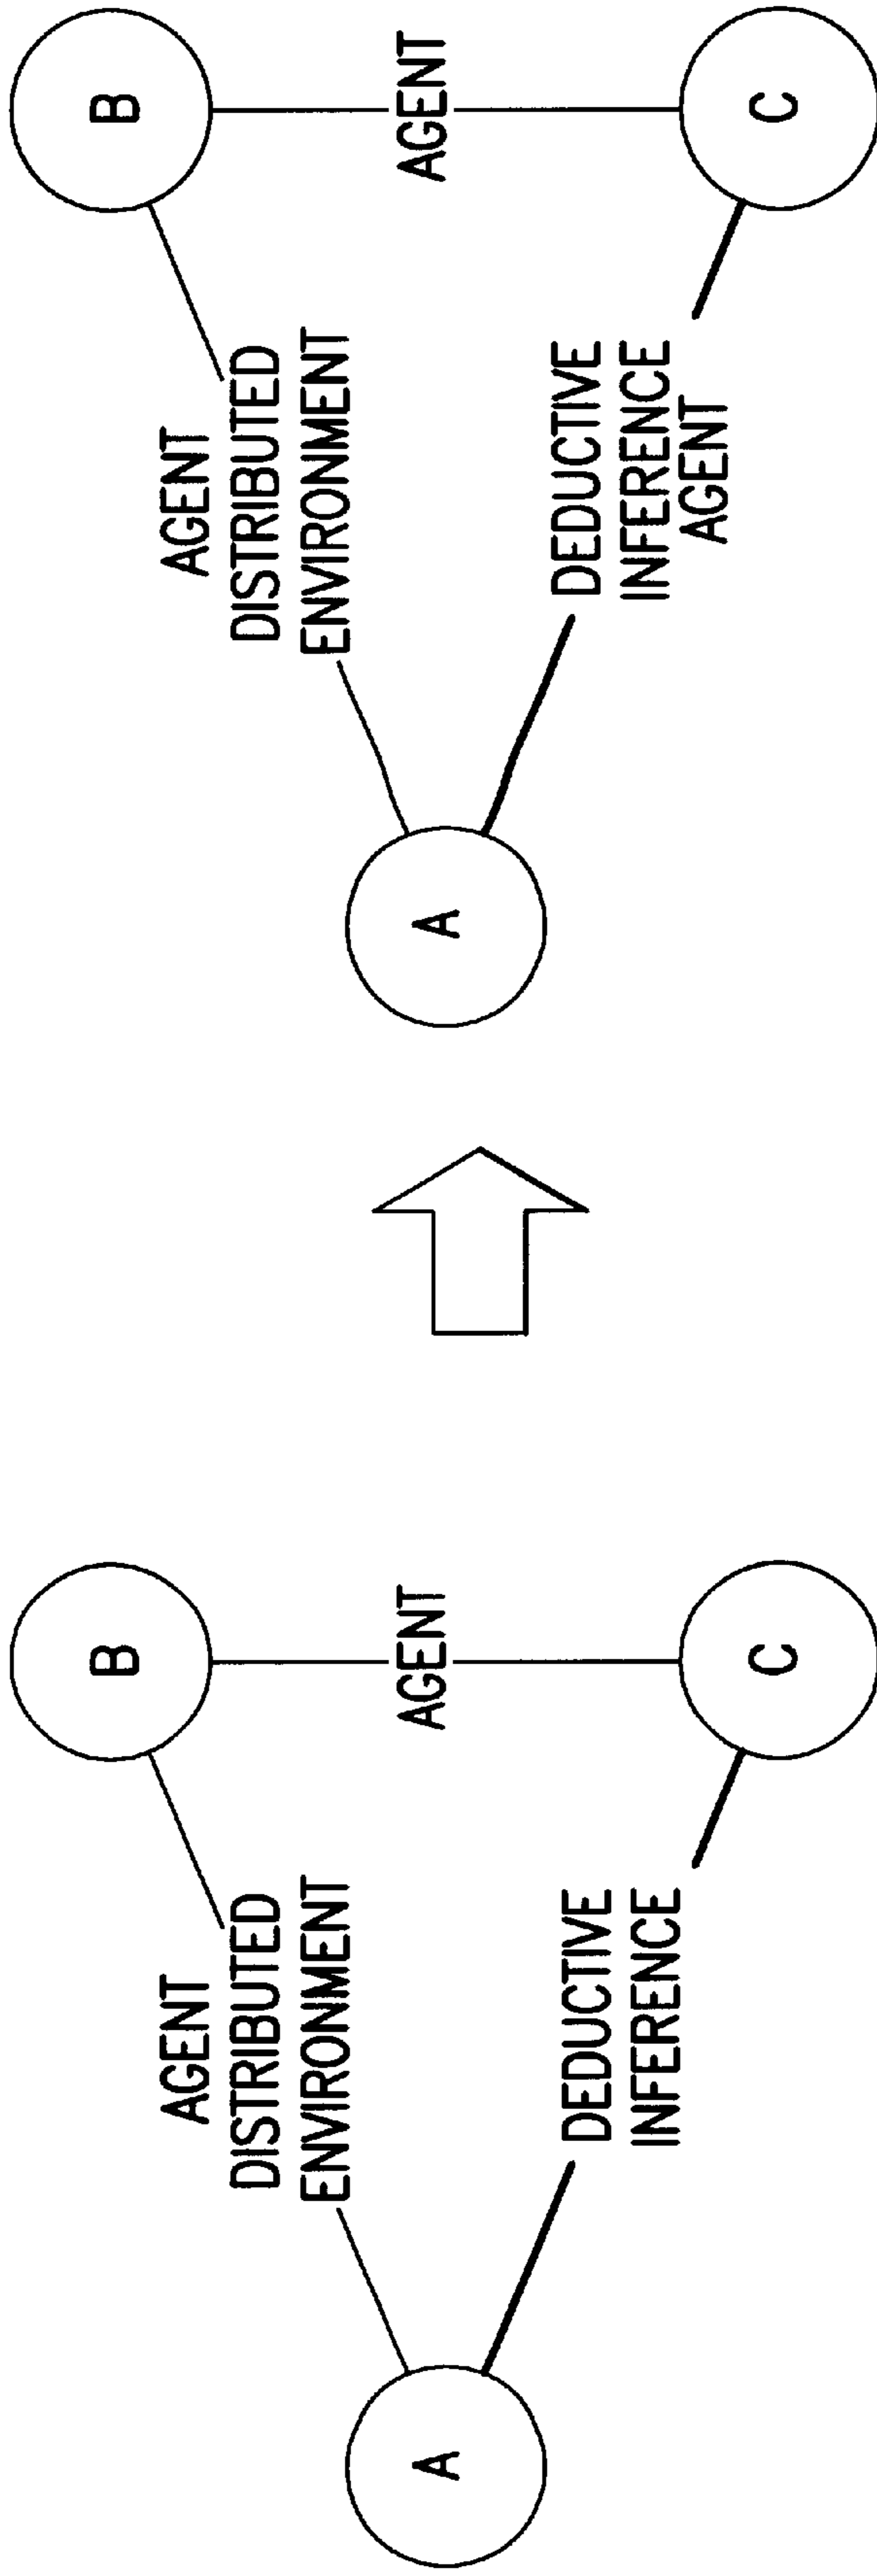 B
AGENT
DISTRIBUTED
ENVIRONMENT
AGENT
A
DEDUCTIVE
INFERENCE
C
B
AGENT
DISTRIBUTED
ENVIRONMENT
AGENT
A
DEDUCTIVE
INFERENCE
AGENT
C